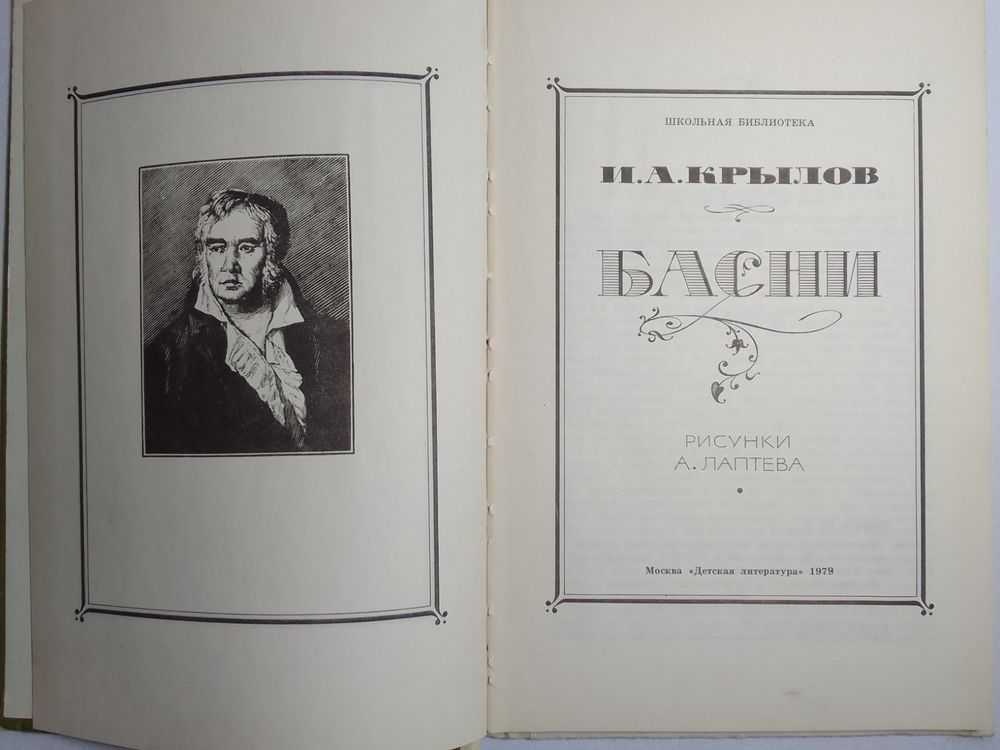 ШКОЛЬНАЯ БИБЛИОТЕКА
И.А.КРЫЛОВ
БАСНИ
РИСУНКИ
А. ЛАПТЕВА
Москва «Детская литература» 1979